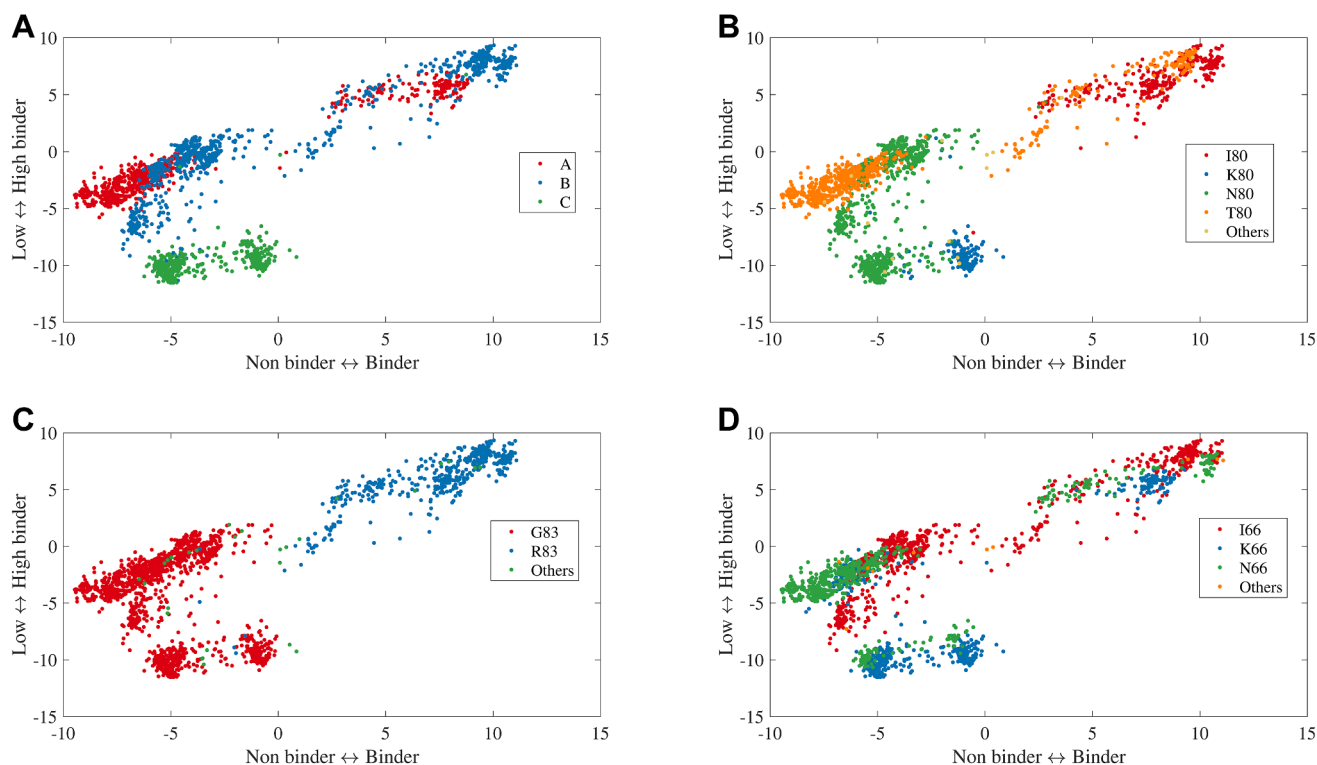 A
10
5
0
-5
-10
-15
-10
-5
0
5
10
15
Low ↔ High binder
Non binder ↔ Binder
A
B
C
B
10
5
0
-5
-10
-15
-10
-5
0
5
10
15
Low ↔ High binder
Non binder ↔ Binder
I80
K80
N80
T80
Others
C
10
5
0
-5
-10
-15
-10
-5
0
5
10
15
Low ↔ High binder
Non binder ↔ Binder
G83
R83
Others
D
10
5
0
-5
-10
-15
-10
-5
0
5
10
15
Low ↔ High binder
Non binder ↔ Binder
I66
K66
N66
Others